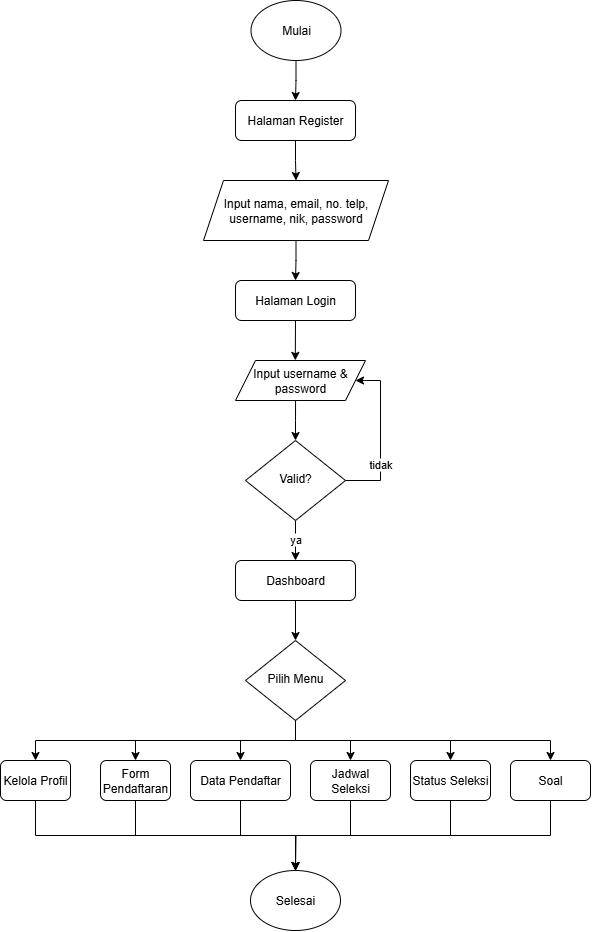 Mulai
Halaman Register
Input nama, email, no. telp,
username, nik, password
Halaman Login
Input username &
password
tidak
Valid?
ya
Dashboard
Pilih Menu
Kelola Profil
Form
Pendaftaran
Data Pendaftar
Jadwal
Seleksi
Status Seleksi
Soal
Selesai